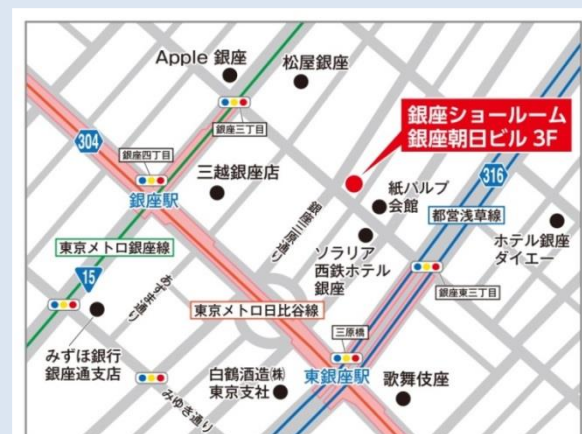 Apple 銀座
松屋銀座
銀座三丁目
304
銀座四丁目
銀座駅
三越銀座店
銀座ショールーム
銀座朝日ビル 3F
316
紙パルプ
会館
都営浅草線
銀座三原通り
ソラリア
西鉄ホテル
銀座
ホテル銀座
ダイエー
銀座東三丁目
東京メトロ銀座線
15
あずま通り
東京メトロ日比谷線
みずほ銀行
銀座通支店
三原橋
東銀座駅
白鶴酒造㈱
東京支社
歌舞伎座
みゆき通り